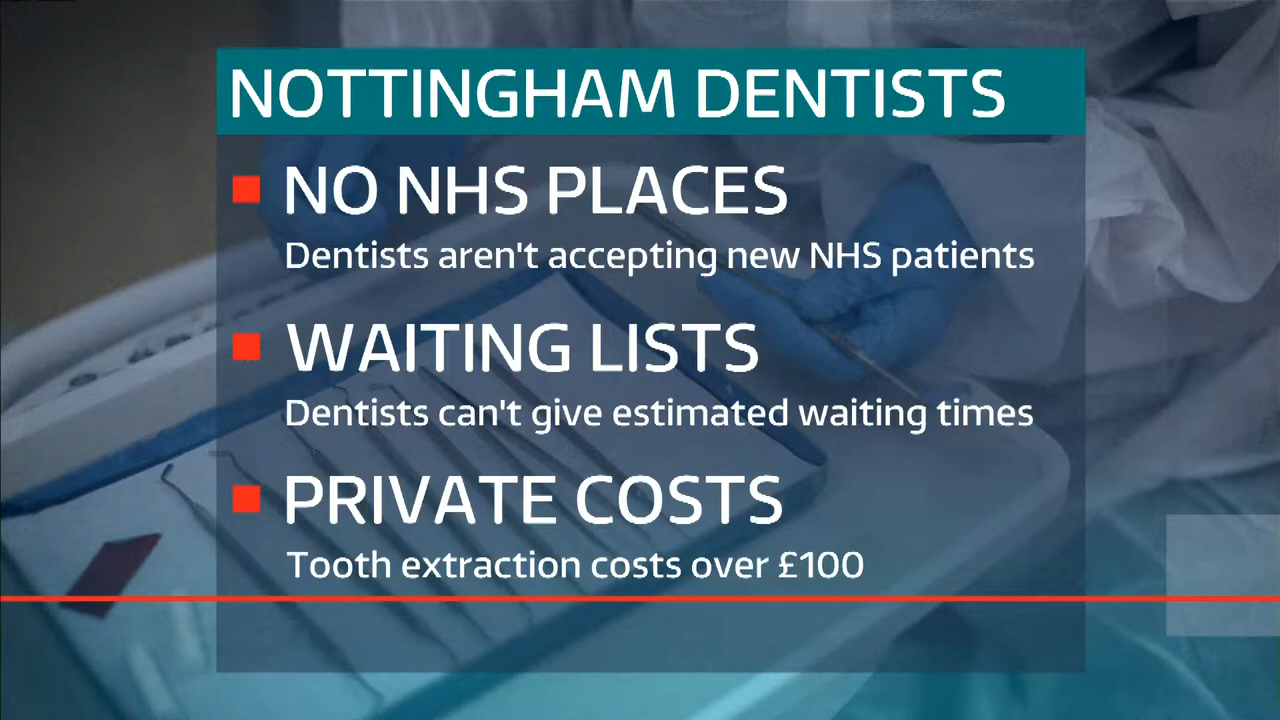 NOTTINGHAM DENTISTS
NO NHS PLACES
Dentists aren't accepting new NHS patients
WAITING LISTS
Dentists can't give estimated waiting times
PRIVATE COSTS
Tooth extraction costs over £100